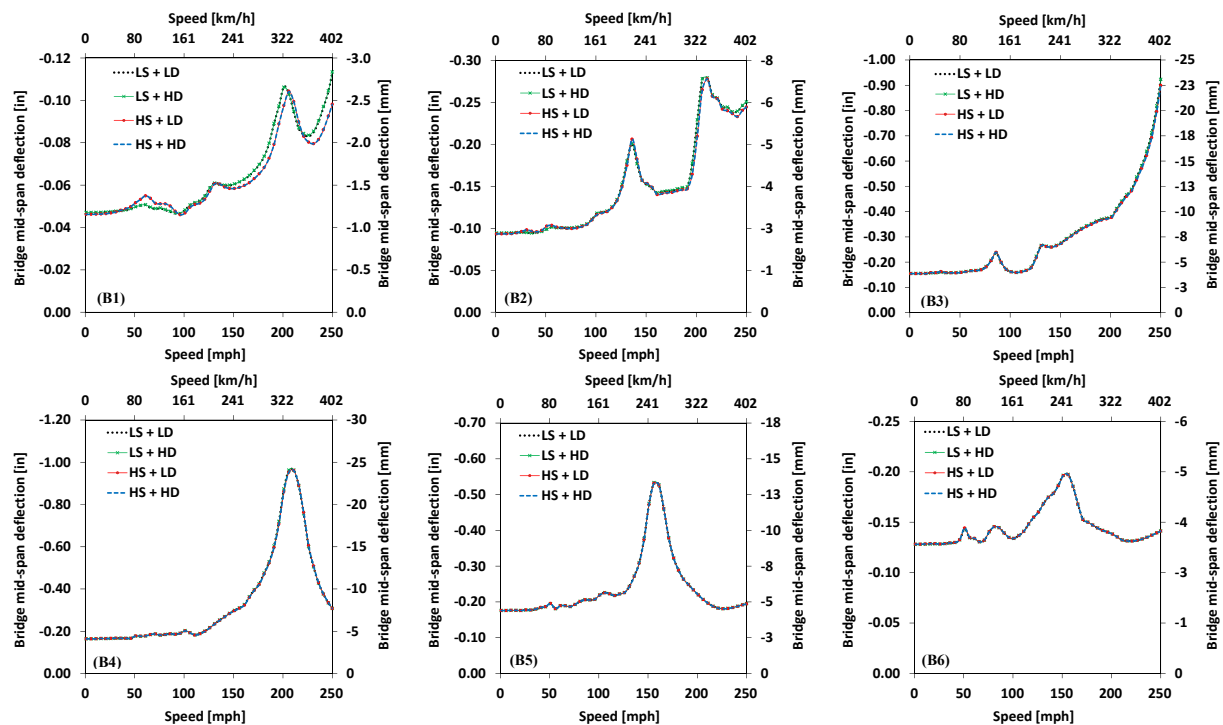 Speed [km/h]
0 80 161 241 322 402
-0.12 -3.0
-0.10 -2.5
-0.08 -2.0
-0.06 -1.5
-0.04 -1.0
-0.02 -0.5
0.00 0.0
Bridge mid-span deflection [in]
Bridge mid-span deflection [mm]
LS + LD
LS + HD
HS + LD
HS + HD
(B1)
0 50 100 150 200 250
Speed [mph]
Speed [km/h]
0 80 161 241 322 402
-0.30 -8
-0.25 -6
-0.20 -5
-0.15 -4
-0.10 -3
-0.05 -1
0.00 0
Bridge mid-span deflection [in]
Bridge mid-span deflection [mm]
LS + LD
LS + HD
HS + LD
HS + HD
(B2)
0 50 100 150 200 250
Speed [mph]
Speed [km/h]
0 80 161 241 322 402
-1.00 -25
-0.90 -23
-0.80 -20
-0.70 -18
-0.60 -15
-0.50 -13
-0.40 -10
-0.30 -8
-0.20 -5
-0.10 -3
0.00 0
Bridge mid-span deflection [in]
Bridge mid-span deflection [mm]
LS + LD
LS + HD
HS + LD
HS + HD
(B3)
0 50 100 150 200 250
Speed [mph]
Speed [km/h]
0 80 161 241 322 402
-1.20 -30
-1.00 -25
-0.80 -20
-0.60 -15
-0.40 -10
-0.20 -5
0.00 0
Bridge mid-span deflection [in]
Bridge mid-span deflection [mm]
LS + LD
LS + HD
HS + LD
HS + HD
(B4)
0 50 100 150 200 250
Speed [mph]
Speed [km/h]
0 80 161 241 322 402
-0.70 -18
-0.60 -15
-0.50 -13
-0.40 -10
-0.30 -8
-0.20 -5
-0.10 -3
0.00 0
Bridge mid-span deflection [in]
Bridge mid-span deflection [mm]
LS + LD
LS + HD
HS + LD
HS + HD
(B5)
0 50 100 150 200 250
Speed [mph]
Speed [km/h]
0 80 161 241 322 402
-0.25 -6
-0.20 -5
-0.15 -4
-0.10 -3
-0.05 -1
0.00 0
Bridge mid-span deflection [in]
Bridge mid-span deflection [mm]
LS + LD
LS + HD
HS + LD
HS + HD
(B6)
0 50 100 150 200 250
Speed [mph]